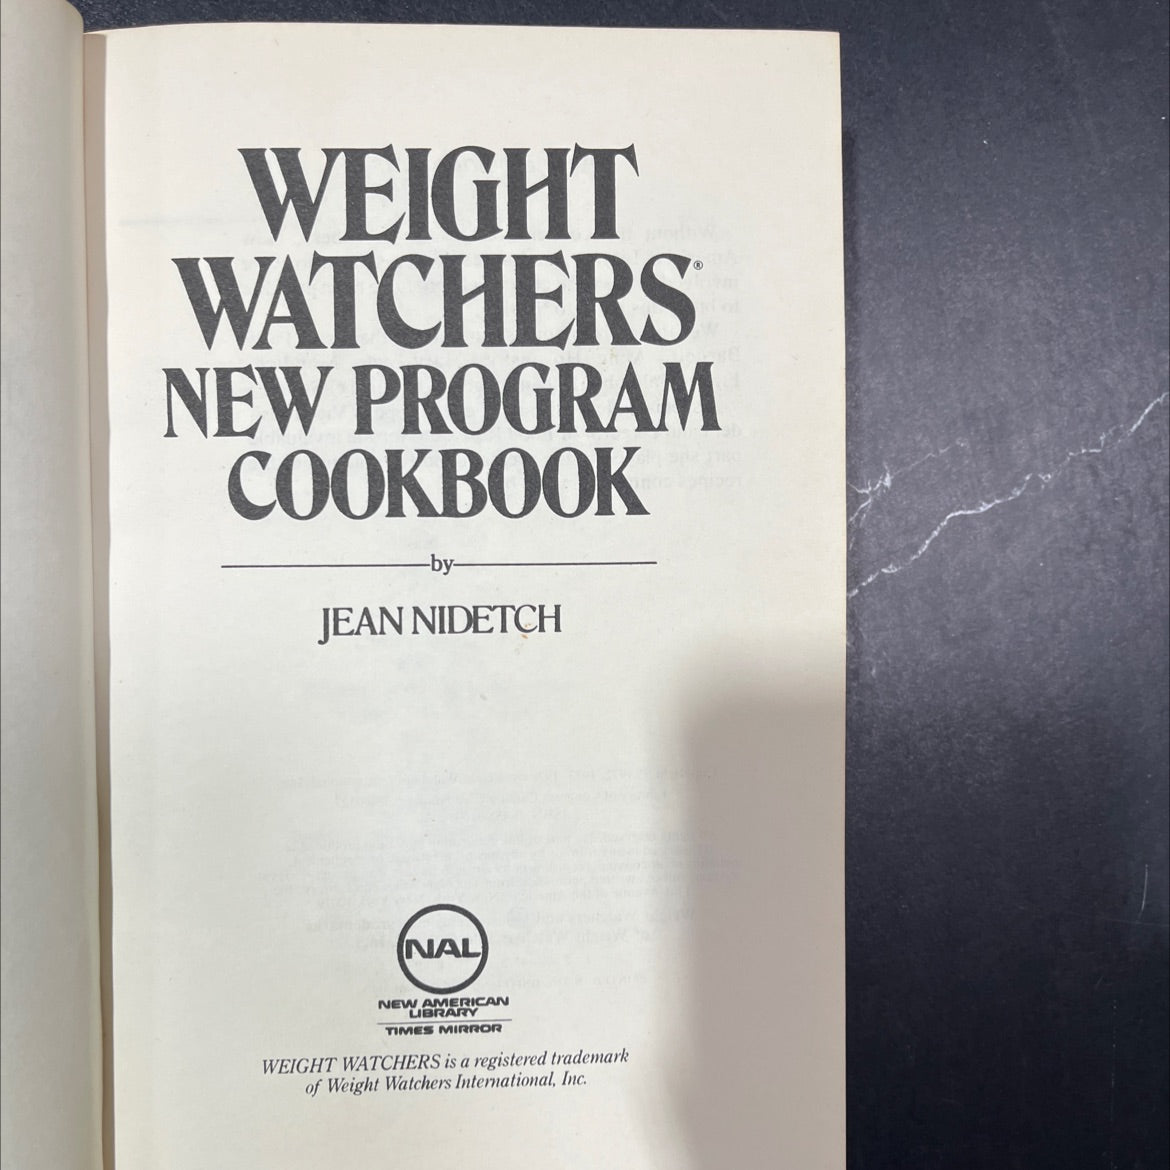 WEIGHT
WATCHERS®
NEW PROGRAM
COOKBOOK
by
JEAN NIDETCH
NAL
NEW AMERICAN
LIBRARY
TIMES MIRROR
WEIGHT WATCHERS is a registered trademark
of Weight Watchers International, Inc.